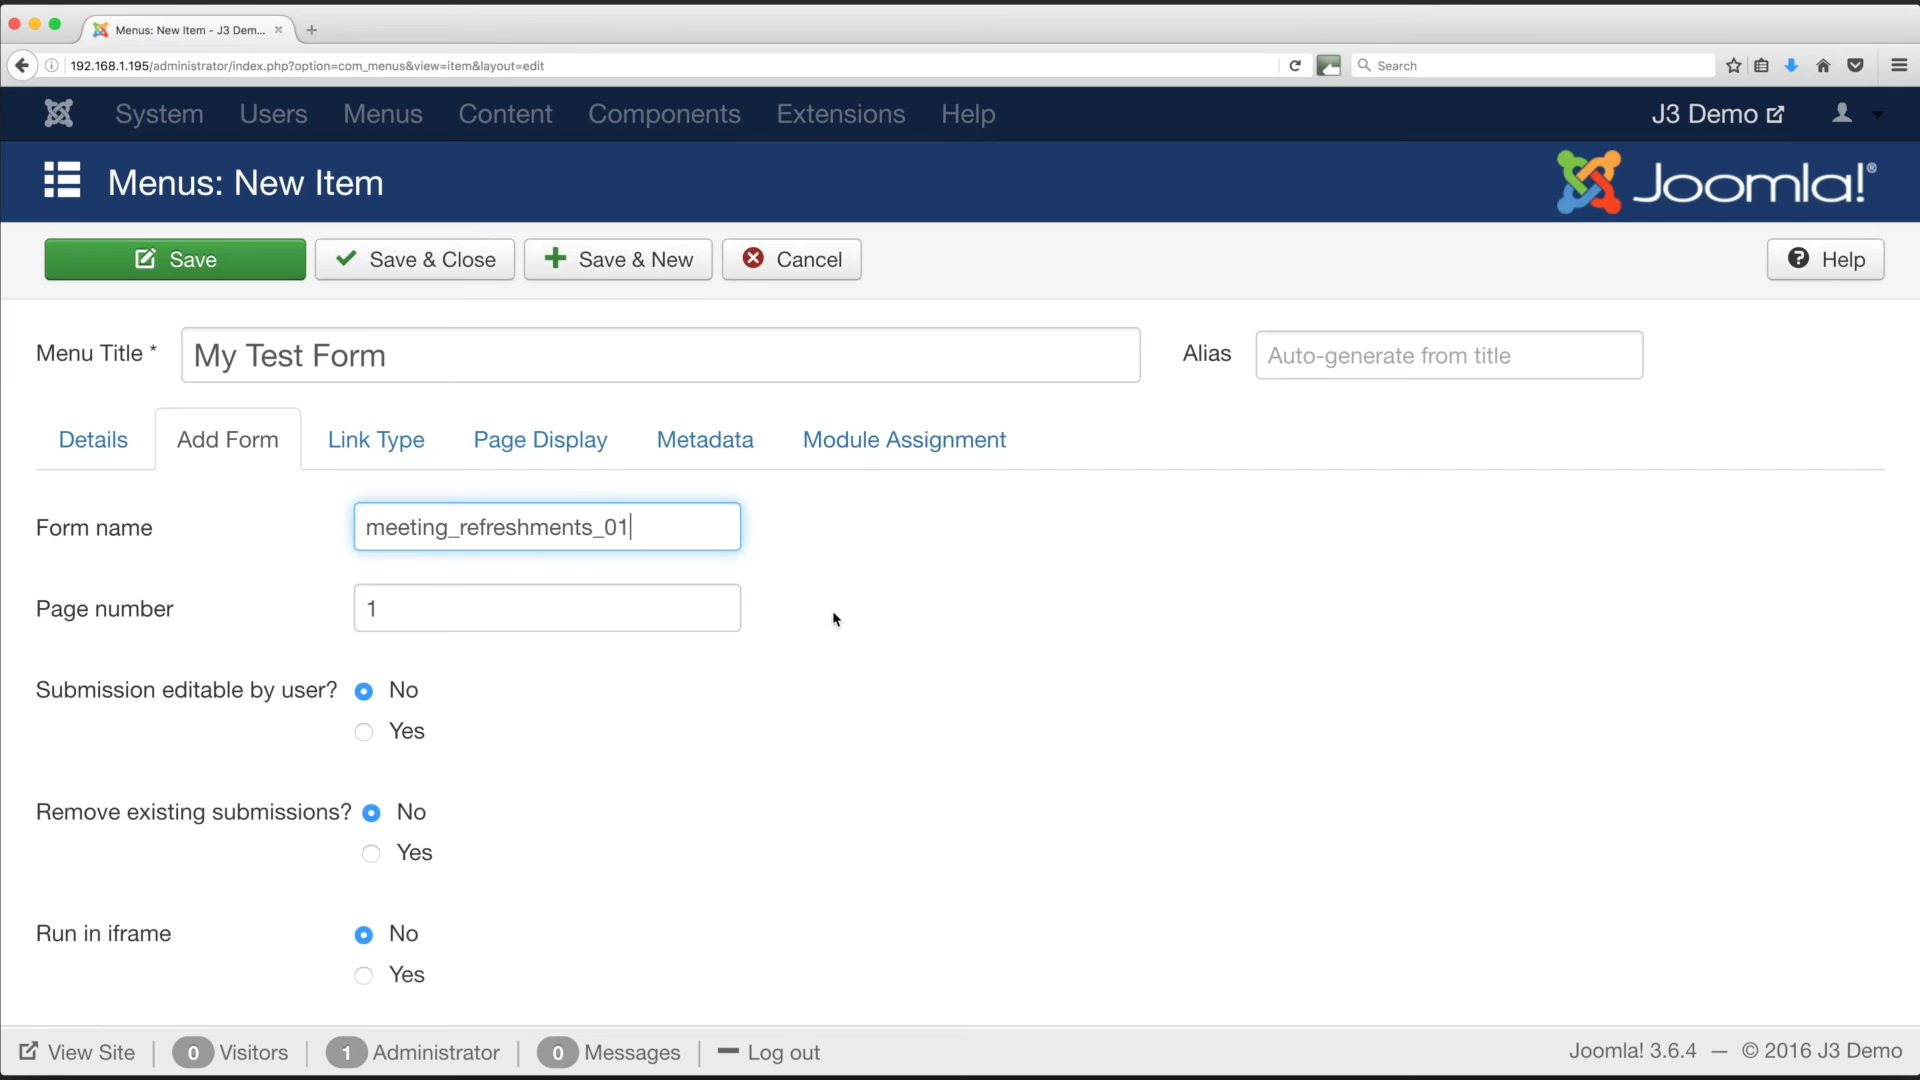 Menus: New Item - J3 Dem...
192.168.1.195/administrator/index.php?option=com_menus&view=item&layout=edit
Search
System Users Menus Content Components Extensions Help
J3 Demo
Menus: New Item
Joomla!®
Save
Save & Close
Save & New
Cancel
Help
Menu Title *
My Test Form
Alias
Auto-generate from title
Details Add Form Link Type Page Display Metadata Module Assignment
Form name
meeting_refreshments_01
Page number
1
Submission editable by user?
No
Yes
Remove existing submissions?
No
Yes
Run in iframe
No
Yes
View Site | 0 Visitors | 1 Administrator | 0 Messages | Log out
Joomla! 3.6.4 — © 2016 J3 Demo